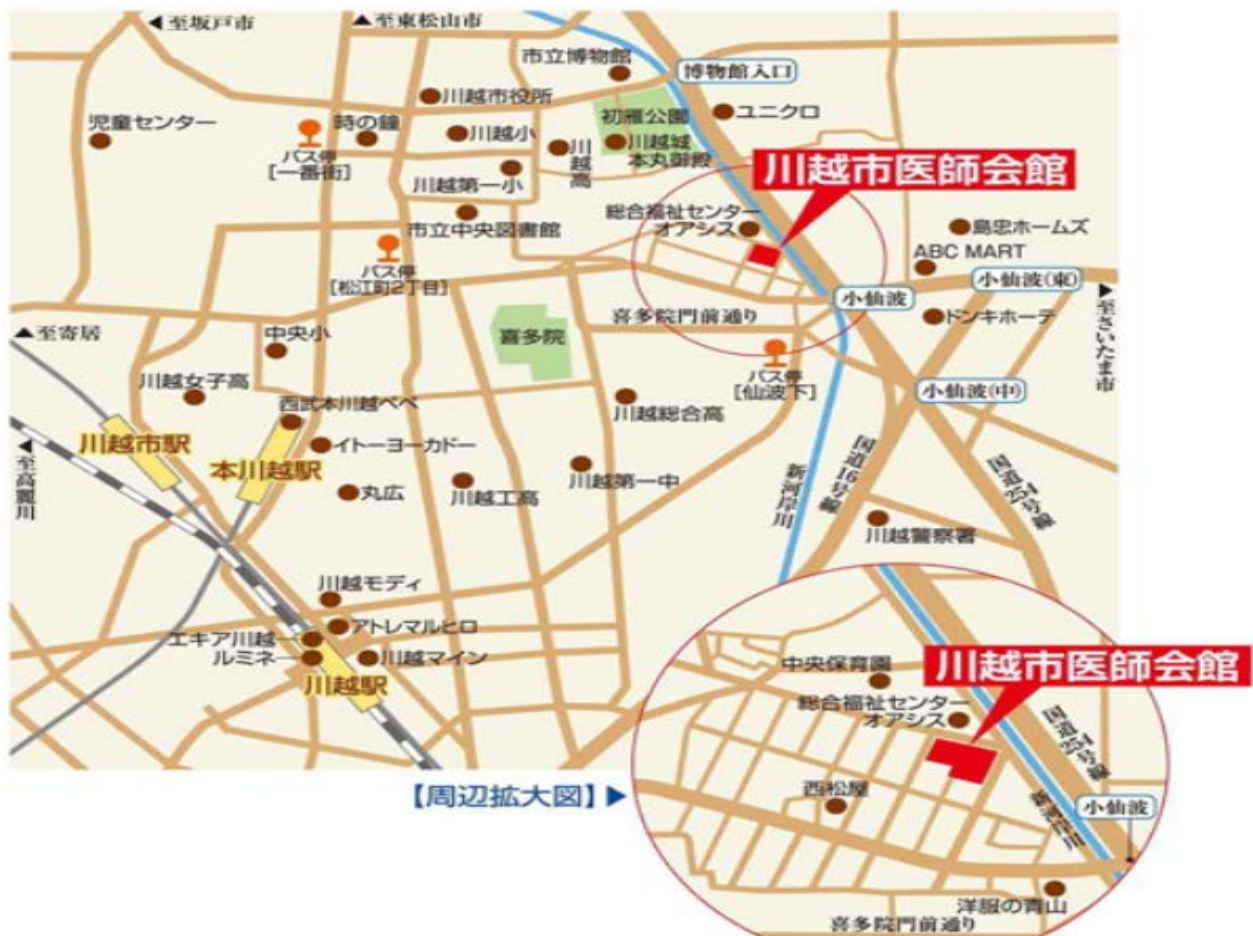 ◀至坂戸市
▲至東松山市
市立博物館
博物館入口
川越市役所
初雁公園
ユニクロ
児童センター
時の鐘
川越小
バス停
[一番街]
川越高
川越城
本丸御殿
川越第一小
川越市医師会館
総合福祉センター
オアシス
市立中央図書館
島忠ホームズ
ABC MART
バス停
[松江町2丁目]
小仙波(東)
小仙波
喜多院門前通り
ドンキホーテ
▶至さいたま市
▲至寄居
中央小
喜多院
バス停
[仙波下]
小仙波(中)
川越女子高
西武本川越ペペ
川越総合高
川越市駅
本川越駅
イトーヨーカドー
◀至高麗川
丸広
川越工高
川越第一中
新河岸川
国道16号線
国道254号線
川越警察署
川越モディ
アトレマルヒロ
エキア川越
ルミネ
川越マイン
川越駅
中央保育園
川越市医師会館
総合福祉センター
オアシス
国道254号線
【周辺拡大図】▶
西松屋
新河岸川
小仙波
洋服の青山
喜多院門前通り